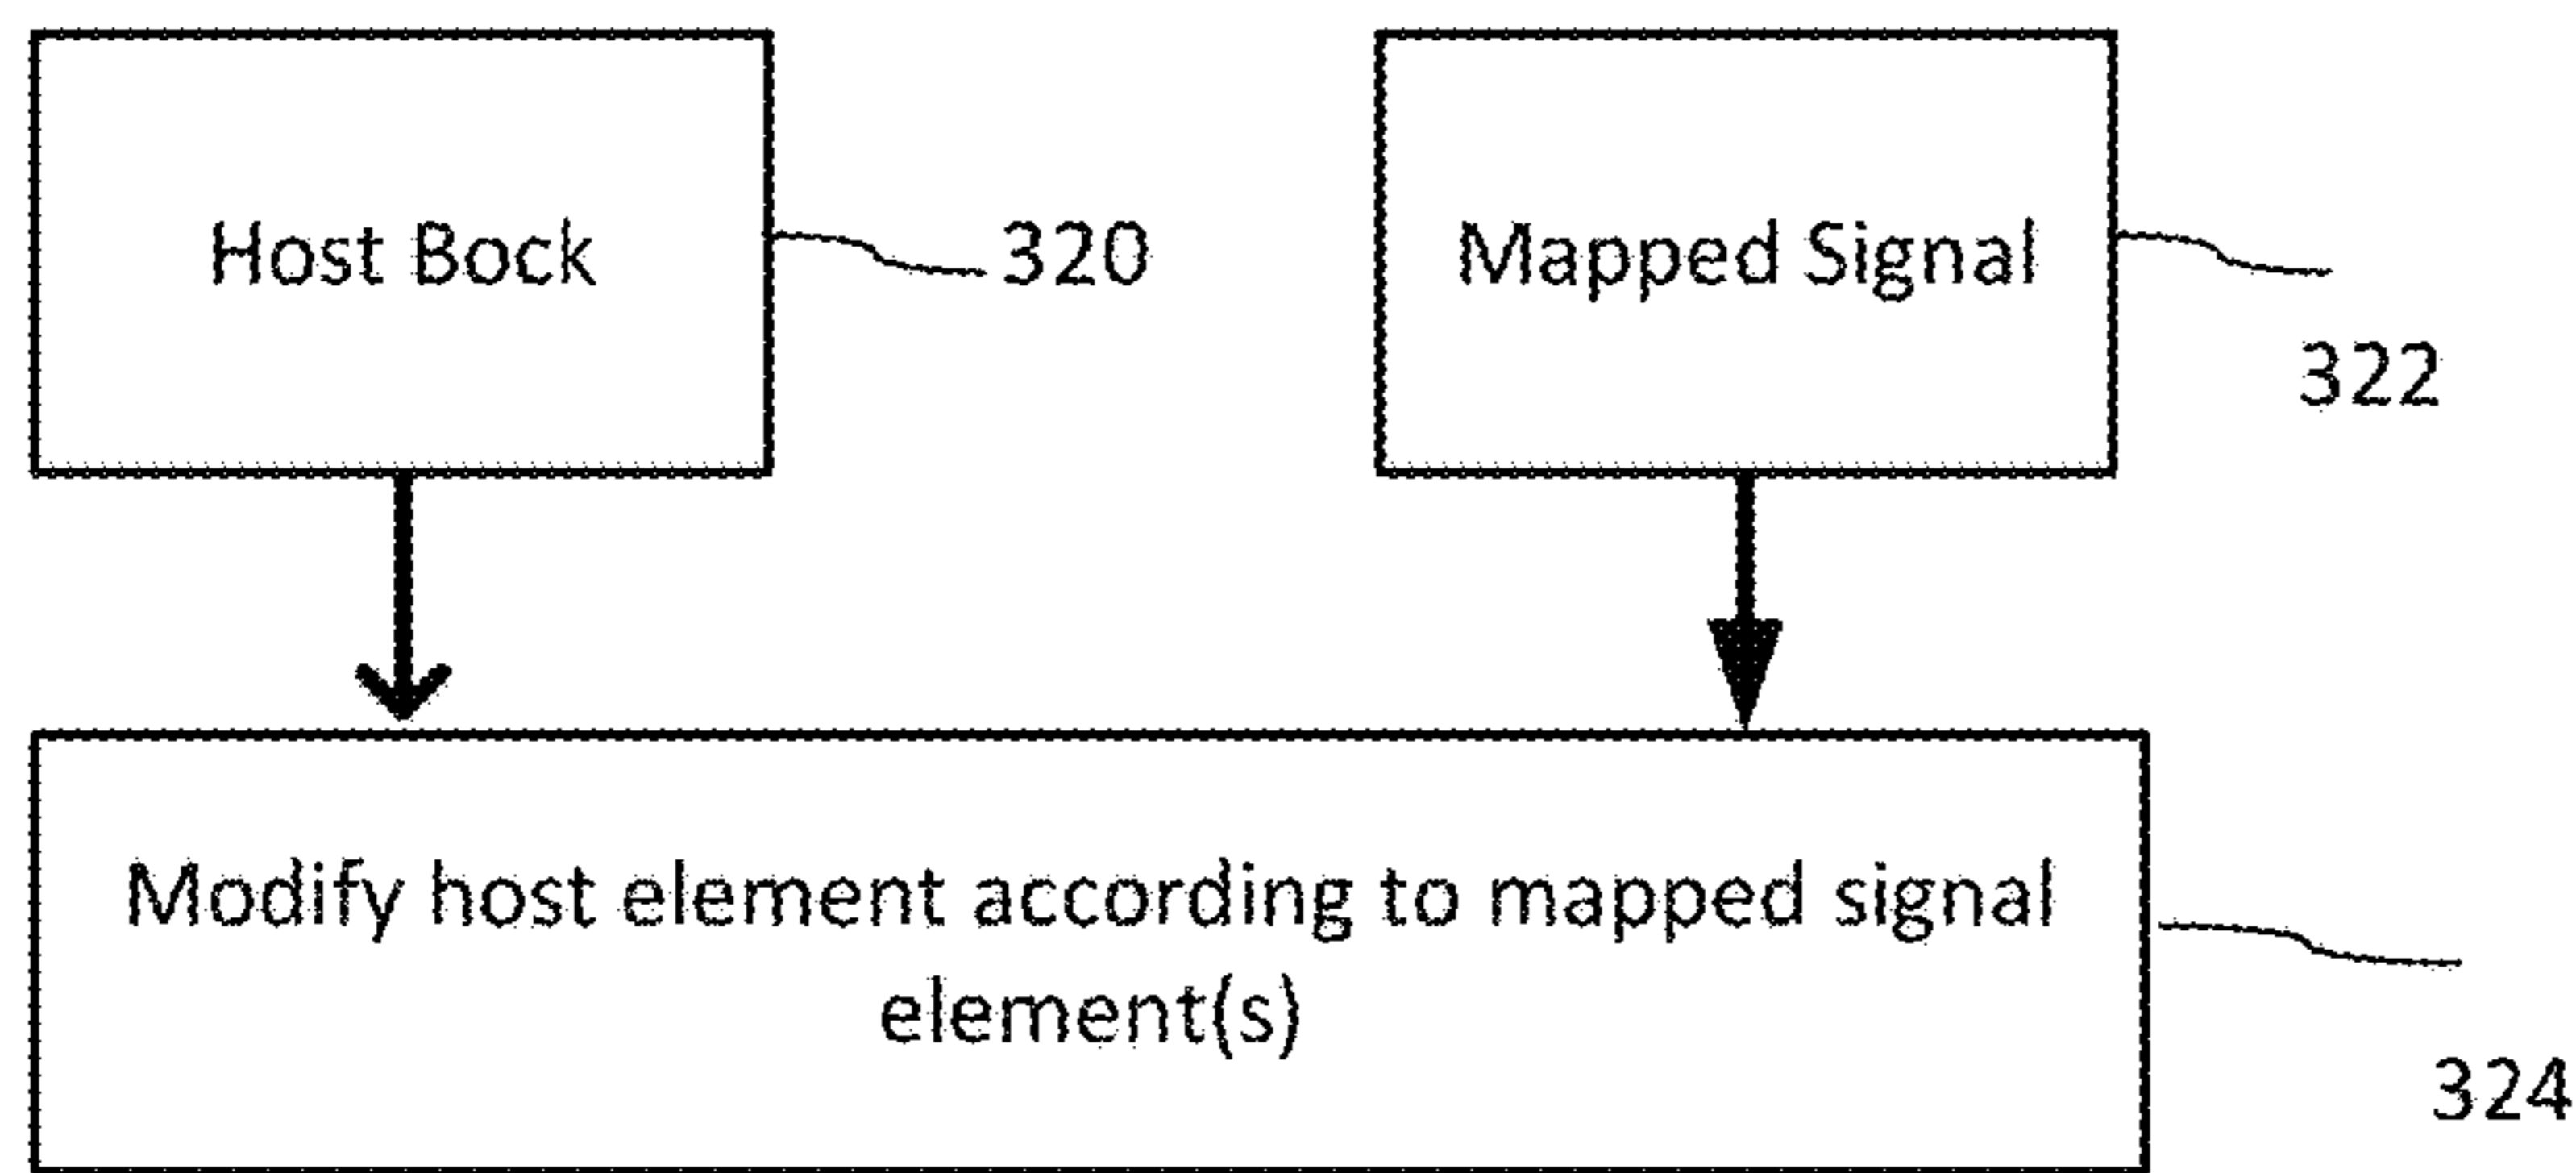 Host Bock
320
Mapped Signal
322
Modify host element according to mapped signal
element(s)
324